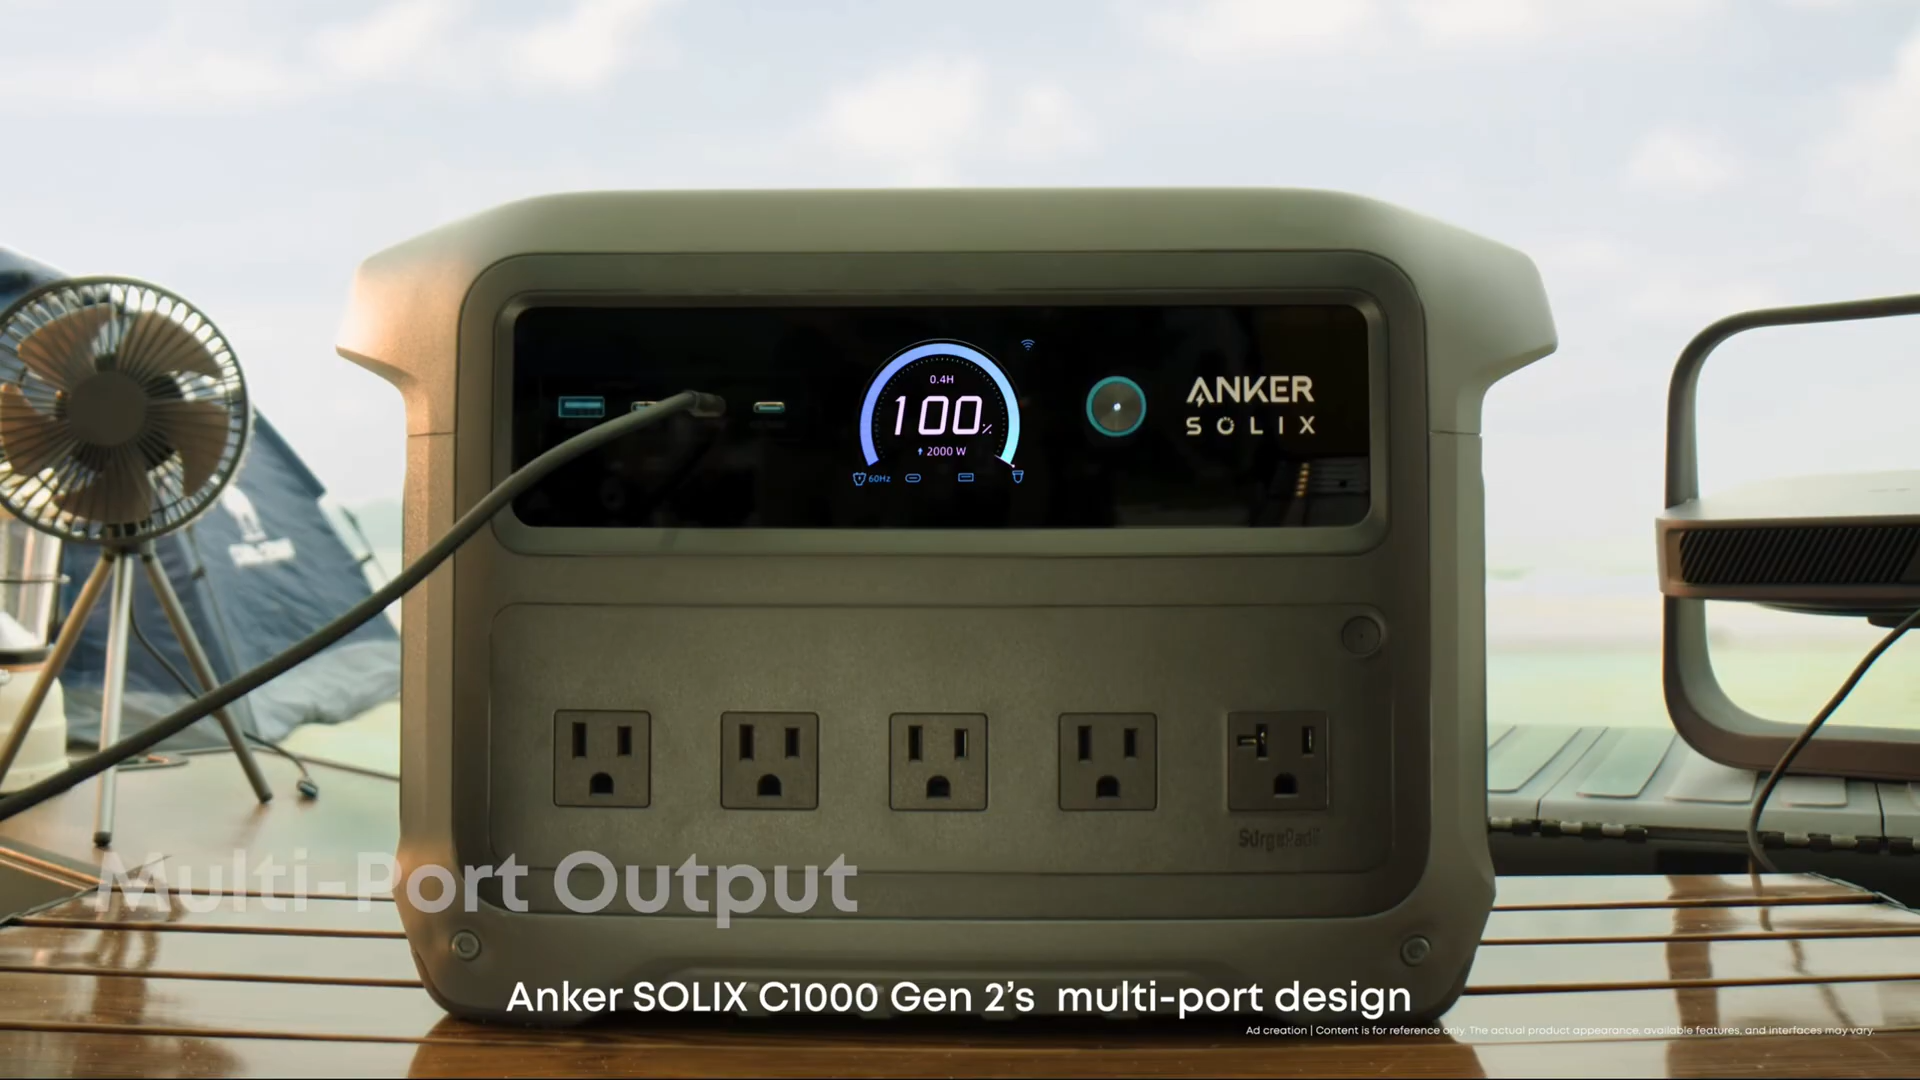 0.4H
100%
2000 W
60Hz
ANKER
SOLIX
SurgePad
Multi-Port Output
Anker SOLIX C1000 Gen 2's multi-port design
Ad creation | Content is for reference only. The actual product appearance, available features, and interfaces may vary.